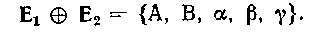 E₁ ⊕ E₂ = {A, B, α, β, γ}.